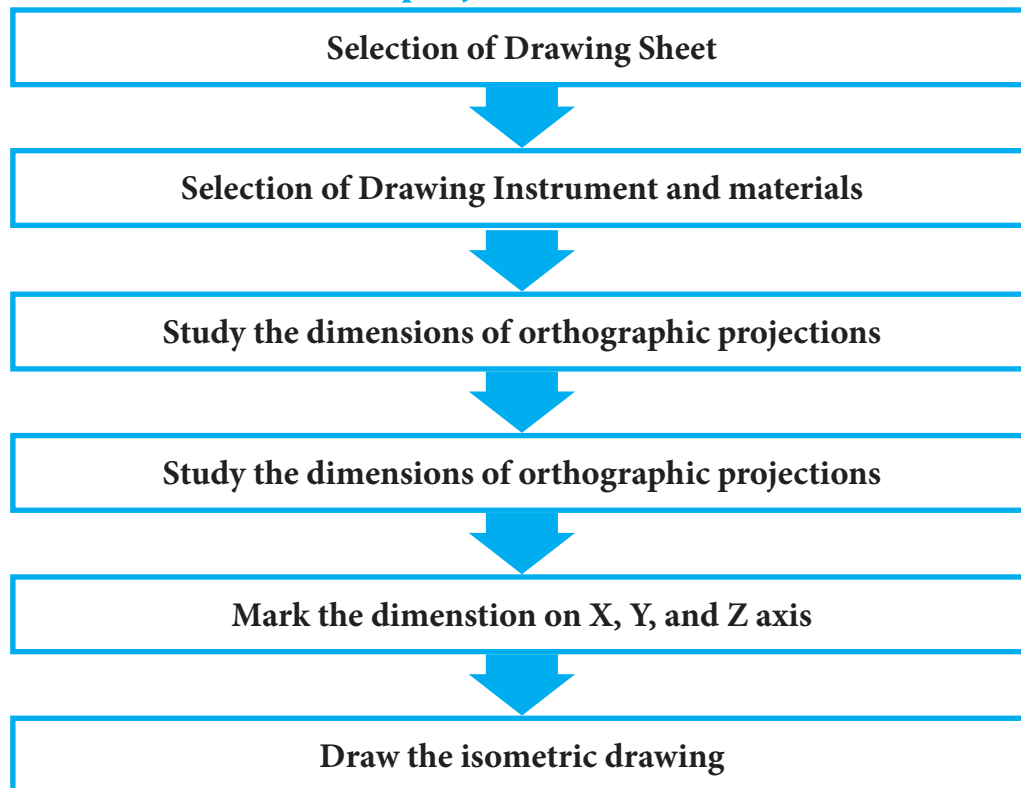 Selection of Drawing Sheet
Selection of Drawing Instrument and materials
Study the dimensions of orthographic projections
Study the dimensions of orthographic projections
Mark the dimenstion on X, Y, and Z axis
Draw the isometric drawing